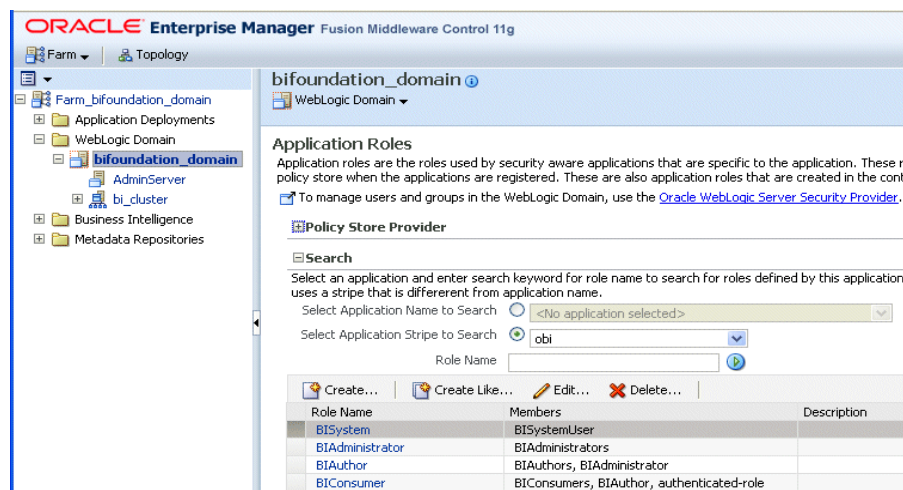 ORACLE Enterprise Manager Fusion Middleware Control 11g
Farm Topology
Farm_bifoundation_domain
Application Deployments
WebLogic Domain
bifoundation_domain
AdminServer
bi_cluster
Business Intelligence
Metadata Repositories
bifoundation_domain
WebLogic Domain
Application Roles
Application roles are the roles used by security aware applications that are specific to the application. These r
policy store when the applications are registered. These are also application roles that are created in the cont
To manage users and groups in the WebLogic Domain, use the Oracle WebLogic Server Security Provider.
Policy Store Provider
Search
Select an application and enter search keyword for role name to search for roles defined by this application
uses a stripe that is differerent from application name.
Select Application Name to Search <No application selected>
Select Application Stripe to Search obi
Role Name
Create... Create Like... Edit... Delete...
Role Name Members Description
BISystem BISystemUser
BIAdministrator BIAdministrators
BIAuthor BIAuthors, BIAdministrator
BIConsumer BIConsumers, BIAuthor, authenticated-role